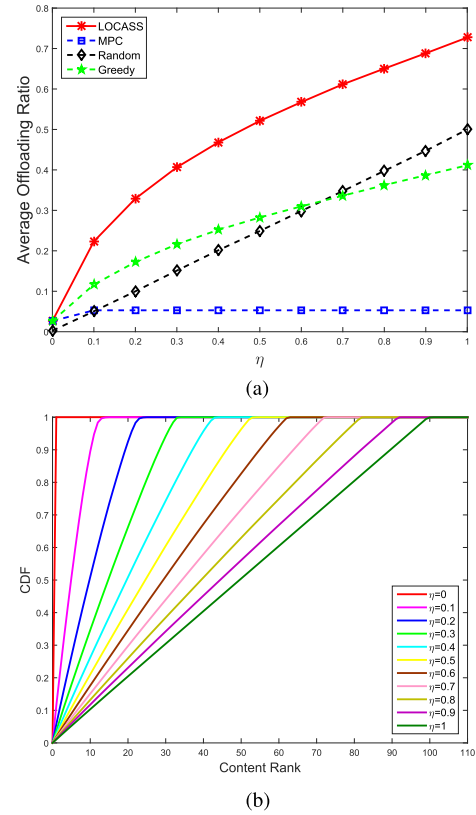 0.8
LOCASS
MPC
Random
Greedy
0.7
0.6
0.5
0.4
0.3
0.2
0.1
0
Average Offloading Ratio
0 0.1 0.2 0.3 0.4 0.5 0.6 0.7 0.8 0.9 1
η
(a)
1
0.9
0.8
0.7
0.6
0.5
0.4
0.3
0.2
0.1
0
CDF
η=0
η=0.1
η=0.2
η=0.3
η=0.4
η=0.5
η=0.6
η=0.7
η=0.8
η=0.9
η=1
0 10 20 30 40 50 60 70 80 90 100 110
Content Rank
(b)